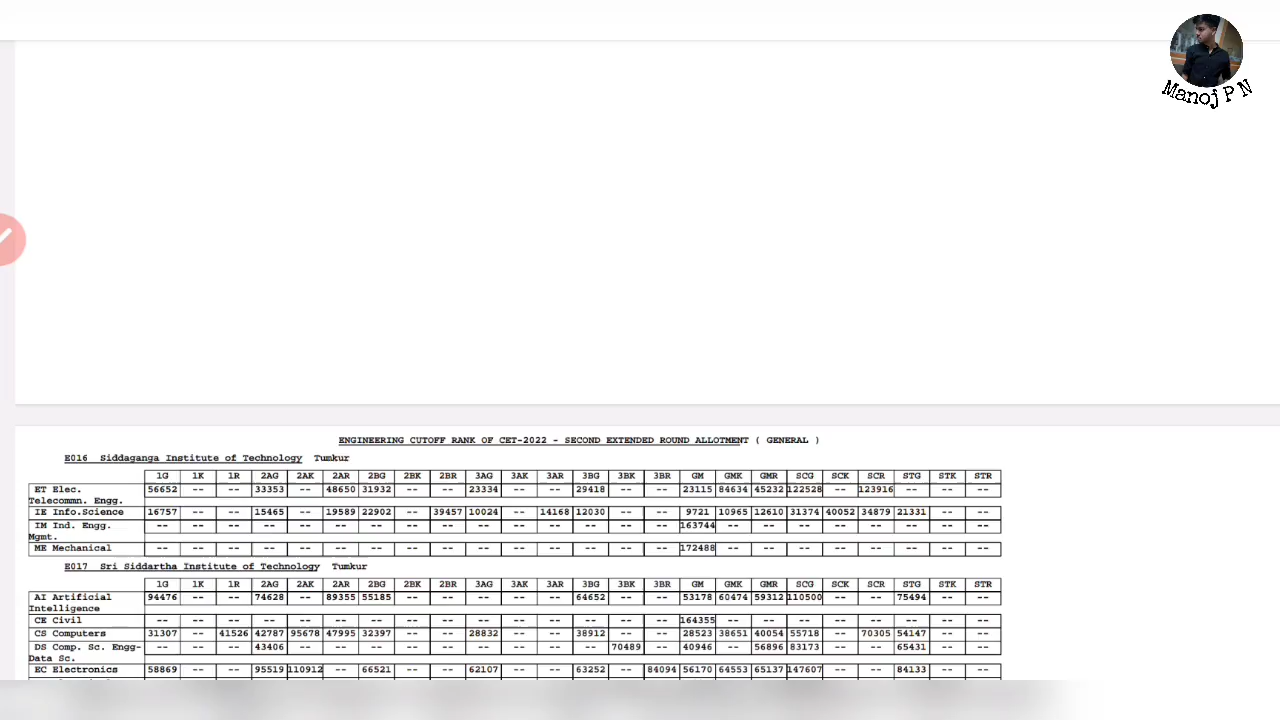 Manoj P N
ENGINEERING CUTOFF RANK OF CET-2022 - SECOND EXTENDED ROUND ALLOTMENT ( GENERAL )
E016 Siddaganga Institute of Technology Tumkur
1G 1K 1R 2AG 2AK 2AR 2BG 2BK 2BR 3AG 3AK 3AR 3BG 3BK 3BR GM GMK GMR SCG SCK SCR STG STK STR
ET Elec. 56652 -- -- 33353 -- 48650 31932 -- -- 23334 -- -- 29418 -- -- 23115 84634 45232 122528 -- 123916 -- -- --
Telecommn. Engg.
IE Info.Science 16757 -- -- 15465 -- 19589 22902 -- 39457 10024 -- 14168 12030 -- -- 9721 10965 12610 31374 40052 34879 21331 -- --
IM Ind. Engg. -- -- -- -- -- -- -- -- -- -- -- -- -- -- -- 163744 -- -- -- -- -- -- -- --
Mgmt.
ME Mechanical -- -- -- -- -- -- -- -- -- -- -- -- -- -- -- 172488 -- -- -- -- -- -- -- --
E017 Sri Siddartha Institute of Technology Tumkur
1G 1K 1R 2AG 2AK 2AR 2BG 2BK 2BR 3AG 3AK 3AR 3BG 3BK 3BR GM GMK GMR SCG SCK SCR STG STK STR
AI Artificial 94476 -- -- 74628 -- 89355 55185 -- -- -- -- -- 64652 -- -- 53178 60474 59312 110500 -- -- 75494 -- --
Intelligence
CE Civil -- -- -- -- -- -- -- -- -- -- -- -- -- -- -- 164355 -- -- -- -- -- -- -- --
CS Computers 31307 -- 41526 42787 95678 47995 32397 -- -- 28832 -- -- 38912 -- -- 28523 38651 40054 55718 -- 70305 54147 -- --
DS Comp. Sc. Engg- -- -- -- 43406 -- -- -- -- -- -- -- -- -- 70489 -- 40946 -- 56896 83173 -- -- 65431 -- --
Data Sc.
EC Electronics 58869 -- -- 95519 110912 -- 66521 -- -- 62107 -- -- 63252 -- 84094 56170 64553 65137 147607 -- -- 84133 -- --